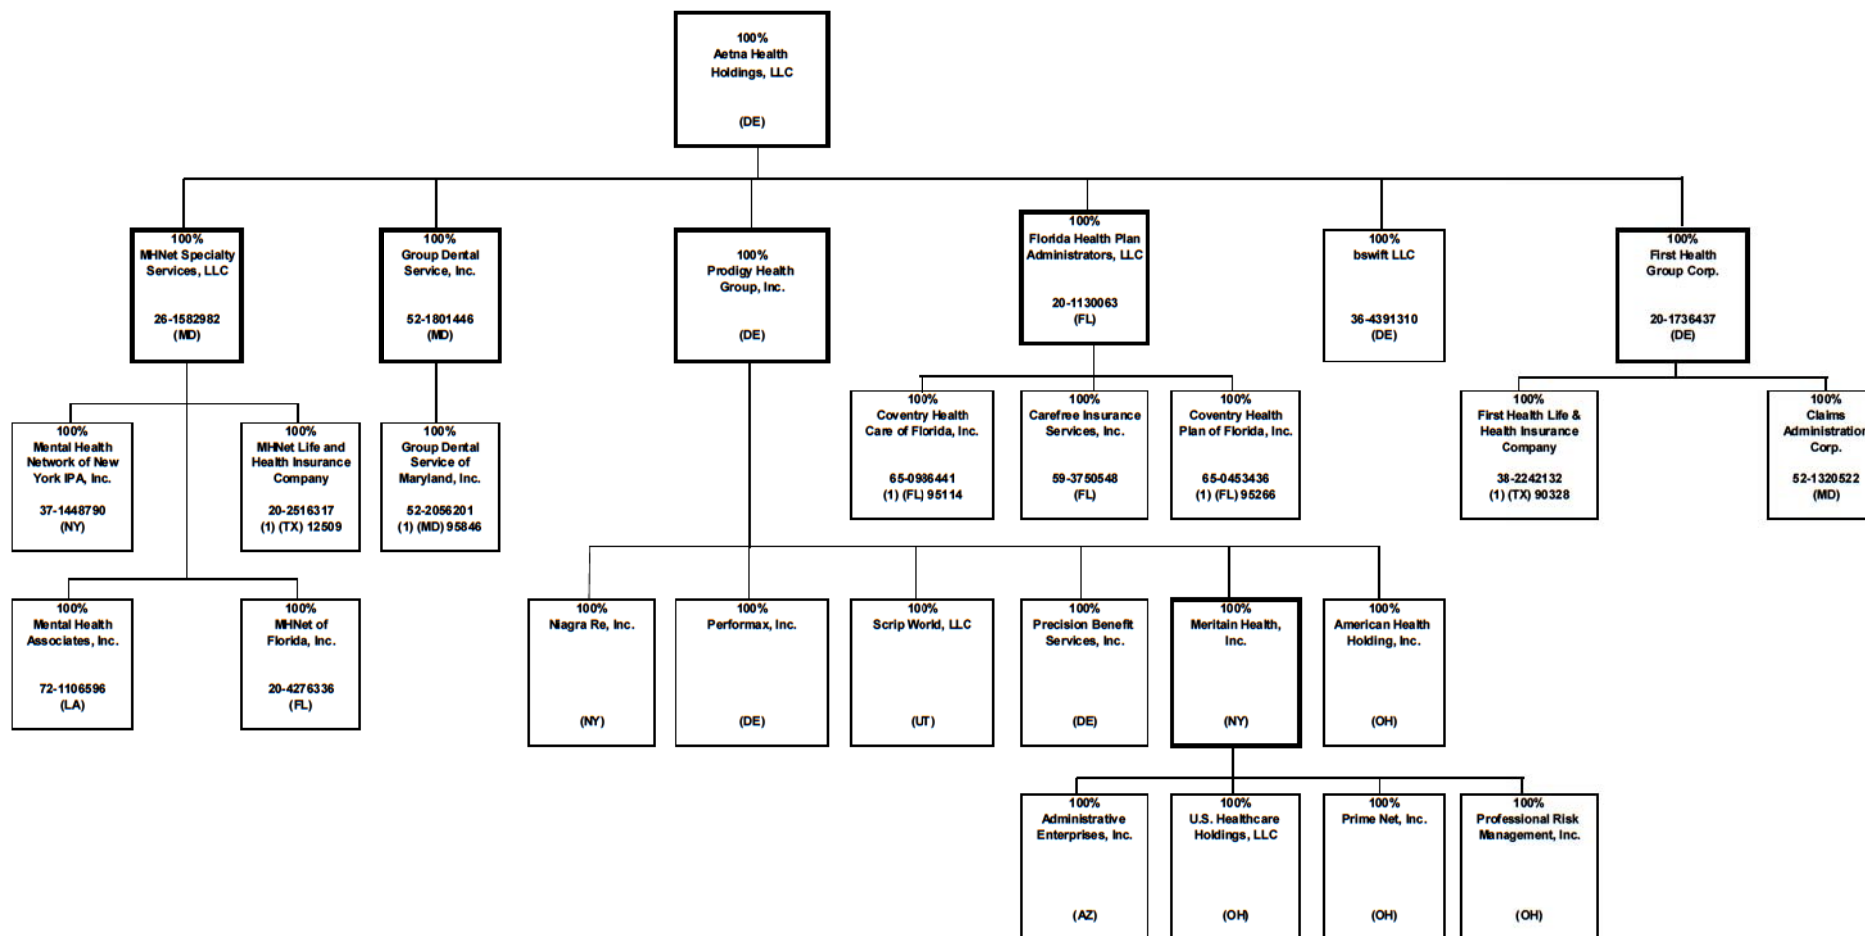 100%
Aetna Health
Holdings, LLC
(DE)
100%
MHNet Specialty
Services, LLC
26-1582982
(MD)
100%
Group Dental
Service, Inc.
52-1801446
(MD)
100%
Prodigy Health
Group, Inc.
(DE)
100%
Florida Health Plan
Administrators, LLC
20-1130063
(FL)
100%
bswift LLC
36-4391310
(DE)
100%
First Health
Group Corp.
20-1736437
(DE)
100%
Mental Health
Network of New
York IPA, Inc.
37-1448790
(NY)
100%
MHNet Life and
Health Insurance
Company
20-2516317
(1) (TX) 12509
100%
Group Dental
Service of
Maryland, Inc.
52-2056201
(1) (MD) 95846
100%
Coventry Health
Care of Florida, Inc.
65-0986441
(1) (FL) 95114
100%
Carefree Insurance
Services, Inc.
59-3750548
(FL)
100%
Coventry Health
Plan of Florida, Inc.
65-0453436
(1) (FL) 95266
100%
First Health Life &
Health Insurance
Company
38-2242132
(1) (TX) 90328
100%
Claims
Administration
Corp.
52-1320522
(MD)
100%
Mental Health
Associates, Inc.
72-1106596
(LA)
100%
MHNet of
Florida, Inc.
20-4276336
(FL)
100%
Niagra Re, Inc.
(NY)
100%
Performax, Inc.
(DE)
100%
Scrip World, LLC
(UT)
100%
Precision Benefit
Services, Inc.
(DE)
100%
Meritain Health,
Inc.
(NY)
100%
American Health
Holding, Inc.
(OH)
100%
Administrative
Enterprises, Inc.
(AZ)
100%
U.S. Healthcare
Holdings, LLC
(OH)
100%
Prime Net, Inc.
(OH)
100%
Professional Risk
Management, Inc.
(OH)